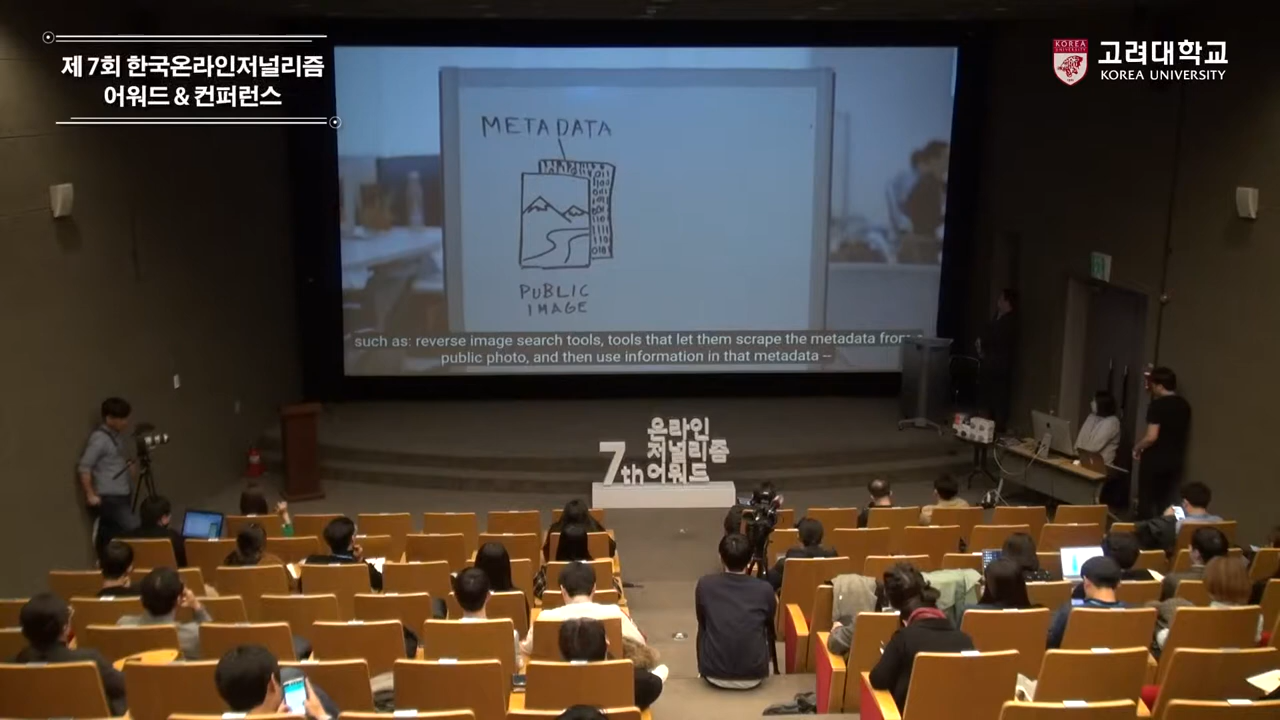 제 7회 한국온라인저널리즘
어워드 & 컨퍼런스
KOREA
고려대학교
KOREA UNIVERSITY
METADATA
PUBLIC
IMAGE
such as: reverse image search tools, tools that let them scrape the metadata from a
public photo, and then use information in that metadata --
7th
온라인
저널리즘
어워드